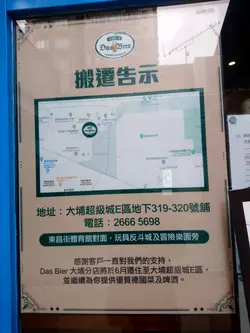 Das Bier
搬遷告示
地址：大埔超級城E區地下319-320號舖
電話：2666 5698
東昌街體育館對面，玩具反斗城及冒險樂園旁
感謝客戶一直對我們的支持，
Das Bier 大埔分店將於6月遷往至大埔超級城E區，
並繼續為你提供優質德國菜及啤酒。